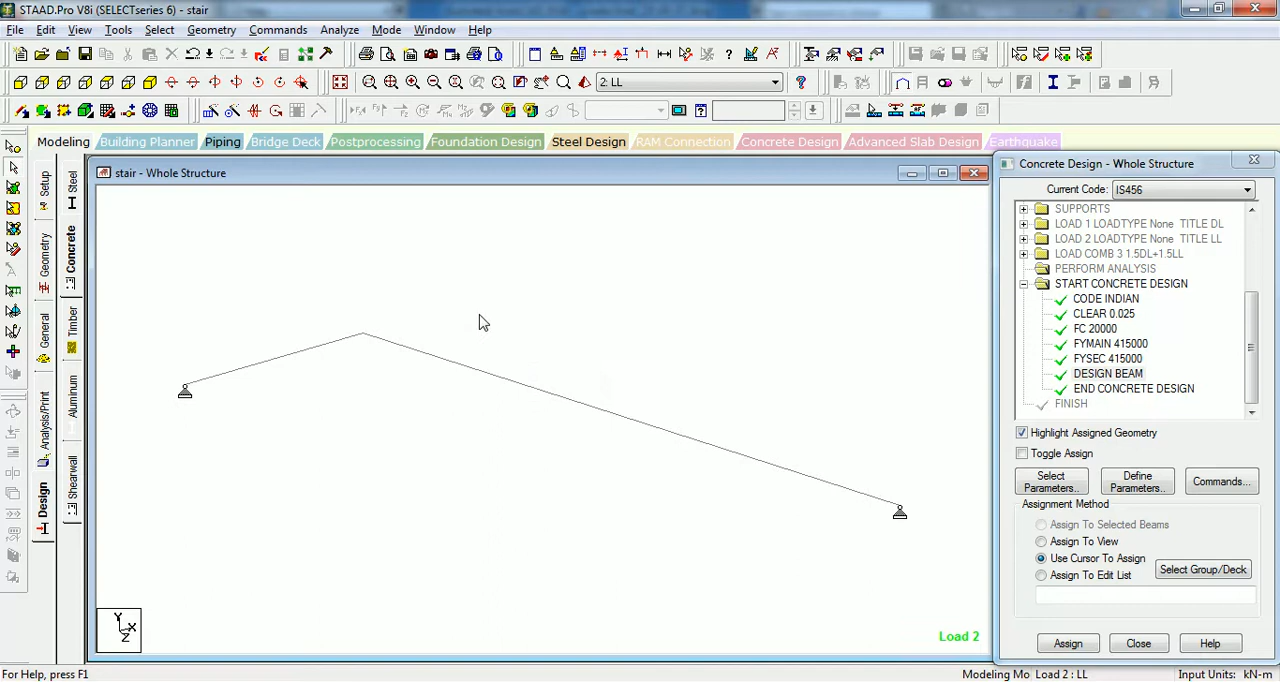 STAAD.Pro V8i (SELECTseries 6) - stair
File Edit View Tools Select Geometry Commands Analyze Mode Window Help
2: LL
Modeling Building Planner Piping Bridge Deck Postprocessing Foundation Design Steel Design RAM Connection Concrete Design Advanced Slab Design Earthquake
Setup
Geometry
General
Analysis/Print
Design
Steel
Concrete
Timber
Aluminum
Shearwall
stair - Whole Structure
Y
X
Z
Load 2
Concrete Design - Whole Structure
Current Code: IS456
SUPPORTS
LOAD 1 LOADTYPE None TITLE DL
LOAD 2 LOADTYPE None TITLE LL
LOAD COMB 3 1.5DL+1.5LL
PERFORM ANALYSIS
START CONCRETE DESIGN
CODE INDIAN
CLEAR 0.025
FC 20000
FYMAIN 415000
FYSEC 415000
DESIGN BEAM
END CONCRETE DESIGN
FINISH
Highlight Assigned Geometry
Toggle Assign
Select Parameters.. Define Parameters.. Commands...
Assignment Method
Assign To Selected Beams
Assign To View
Use Cursor To Assign
Select Group/Deck
Assign To Edit List
Assign Close Help
For Help, press F1
Modeling Mo Load 2 : LL Input Units: kN-m